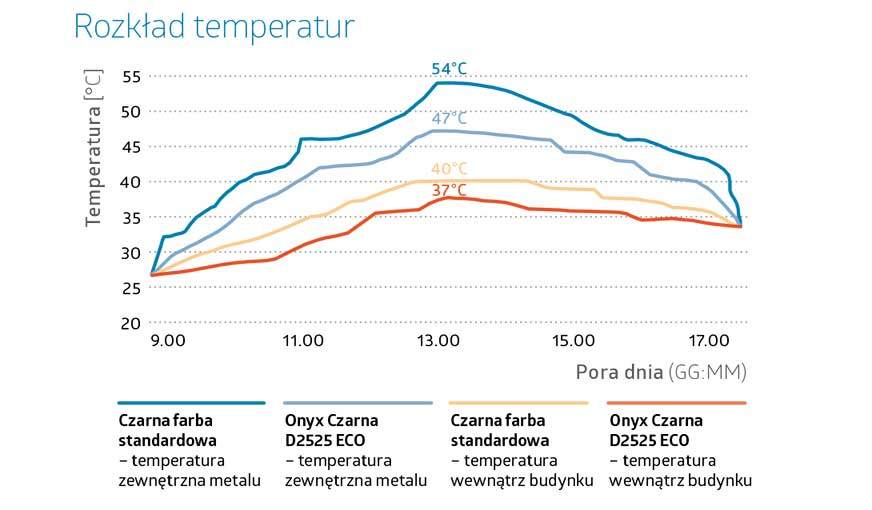 Rozkład temperatur
Temperatura [°C]
55
50
45
40
35
30
25
20
54°C
47°C
40°C
37°C
9.00 11.00 13.00 15.00 17.00
Pora dnia (GG:MM)
Czarna farba
standardowa
– temperatura
zewnętrzna metalu
Onyx Czarna
D2525 ECO
– temperatura
zewnętrzna metalu
Czarna farba
standardowa
– temperatura
wewnątrz budynku
Onyx Czarna
D2525 ECO
– temperatura
wewnątrz budynku